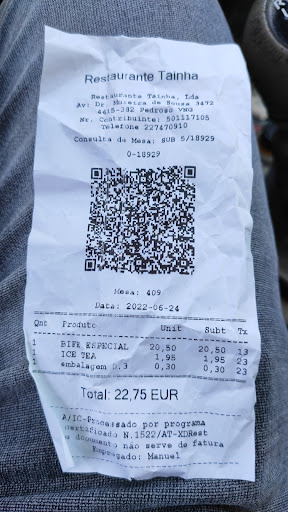 Restaurante Tainha
Restaurante Tainha, Lda
Av: Dr. Moreira de Sousa 3472
4415-382 Pedroso VNG
Nr. Contribuinte: 501117105
Telefone 227470910
Consulta de Mesa: SUB S/18929
0-18929
Mesa: 409
Data: 2022-06-24
Qnt Produto Unit Subt Tx
1 BIFE ESPECIAL 20,50 20,50 13
1 ICE TEA 1,95 1,95 23
1 embalagem 0.3 0,30 0,30 23
Total: 22,75 EUR
A/IC-Processado por programa
certificado N.1522/AT-XDRest
documento não serve de fatura
Empregado: Manuel